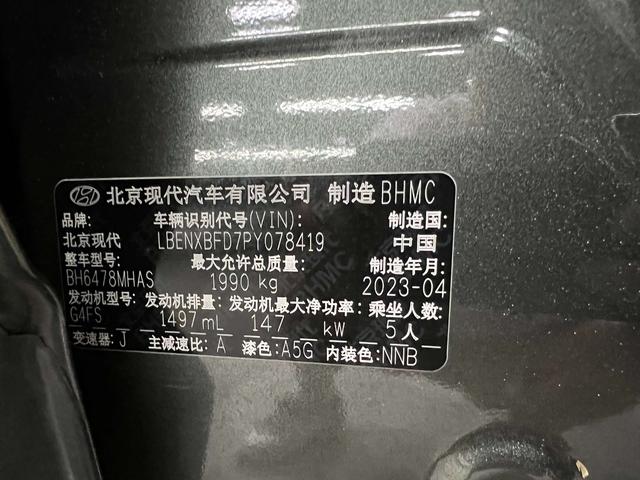 北京现代汽车有限公司 制造 BHMC
品牌: 车辆识别代号(VIN): 制造国:
北京现代 LBENXBFD7PY078419 中国
整车型号: 最大允许总质量: 制造年月:
BH6478MHAS 1990 kg 2023-04
发动机型号: 发动机排量: 发动机最大净功率: 乘坐人数:
G4FS 1497 mL 147 kW 5 人
变速器: J 主减速比: A 漆色: A5G 内装色: NNB